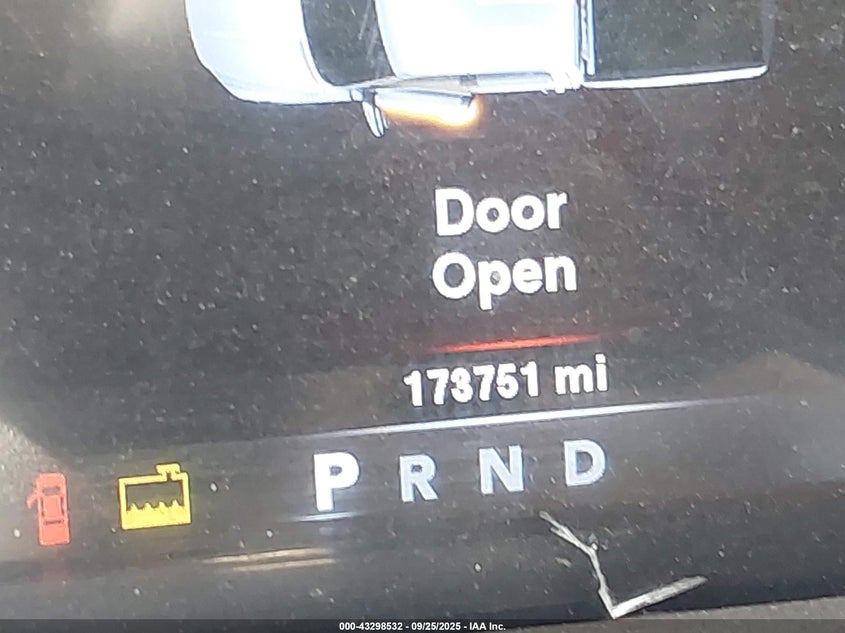 Door
Open
173751 mi
P R N D
000-43298532 - 09/25/2025 - IAA Inc.